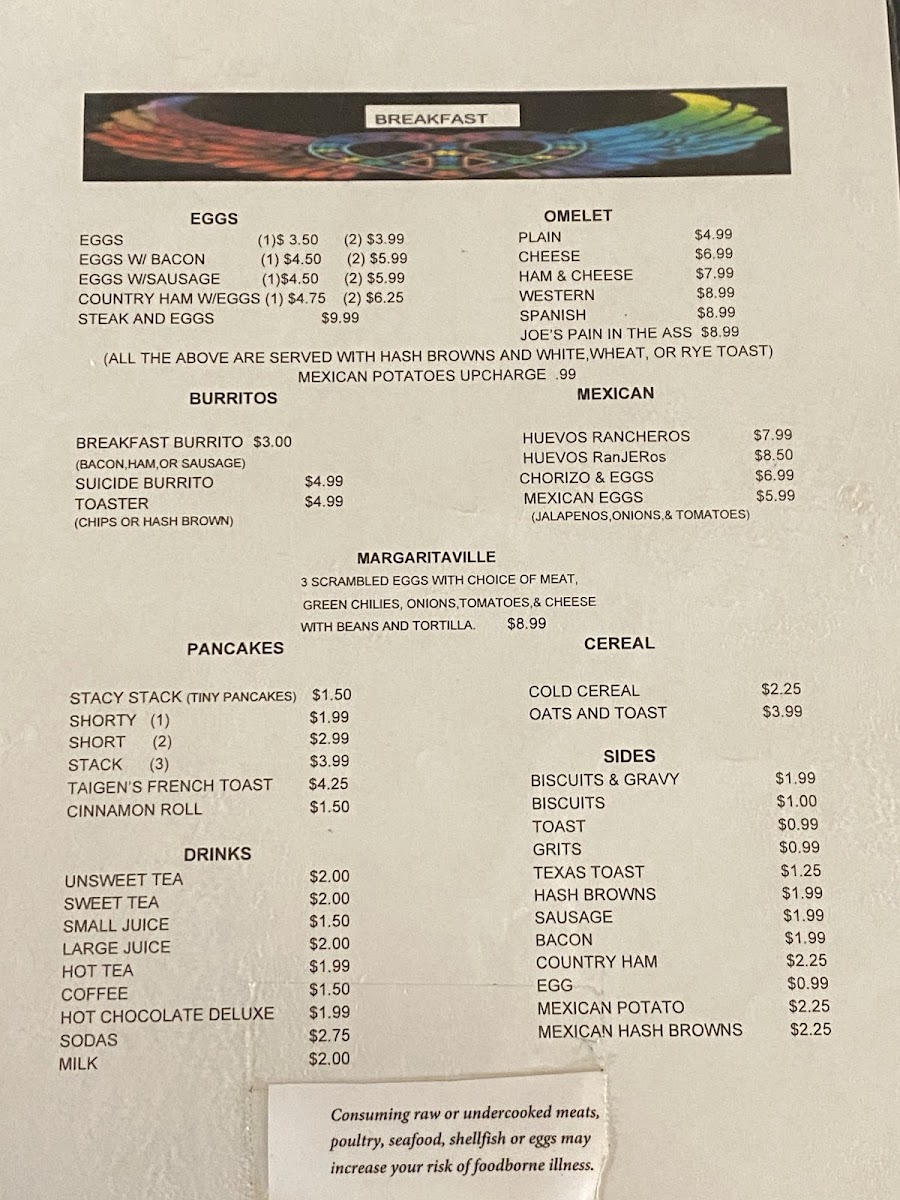 BREAKFAST
EGGS
EGGS (1)$ 3.50 (2) $3.99
EGGS W/ BACON (1) $4.50 (2) $5.99
EGGS W/SAUSAGE (1)$4.50 (2) $5.99
COUNTRY HAM W/EGGS (1) $4.75 (2) $6.25
STEAK AND EGGS $9.99
OMELET
PLAIN $4.99
CHEESE $6.99
HAM & CHEESE $7.99
WESTERN $8.99
SPANISH $8.99
JOE'S PAIN IN THE ASS $8.99
(ALL THE ABOVE ARE SERVED WITH HASH BROWNS AND WHITE,WHEAT, OR RYE TOAST)
MEXICAN POTATOES UPCHARGE .99
BURRITOS
BREAKFAST BURRITO $3.00
(BACON,HAM,OR SAUSAGE)
SUICIDE BURRITO $4.99
TOASTER $4.99
(CHIPS OR HASH BROWN)
MEXICAN
HUEVOS RANCHEROS $7.99
HUEVOS RanJERos $8.50
CHORIZO & EGGS $6.99
MEXICAN EGGS $5.99
(JALAPENOS,ONIONS,& TOMATOES)
MARGARITAVILLE
3 SCRAMBLED EGGS WITH CHOICE OF MEAT,
GREEN CHILIES, ONIONS,TOMATOES,& CHEESE
WITH BEANS AND TORTILLA. $8.99
PANCAKES
STACY STACK (TINY PANCAKES) $1.50
SHORTY (1) $1.99
SHORT (2) $2.99
STACK (3) $3.99
TAIGEN'S FRENCH TOAST $4.25
CINNAMON ROLL $1.50
CEREAL
COLD CEREAL $2.25
OATS AND TOAST $3.99
SIDES
BISCUITS & GRAVY $1.99
BISCUITS $1.00
TOAST $0.99
GRITS $0.99
TEXAS TOAST $1.25
HASH BROWNS $1.99
SAUSAGE $1.99
BACON $1.99
COUNTRY HAM $2.25
EGG $0.99
MEXICAN POTATO $2.25
MEXICAN HASH BROWNS $2.25
DRINKS
UNSWEET TEA $2.00
SWEET TEA $2.00
SMALL JUICE $1.50
LARGE JUICE $2.00
HOT TEA $1.99
COFFEE $1.50
HOT CHOCOLATE DELUXE $1.99
SODAS $2.75
MILK $2.00
Consuming raw or undercooked meats,
poultry, seafood, shellfish or eggs may
increase your risk of foodborne illness.